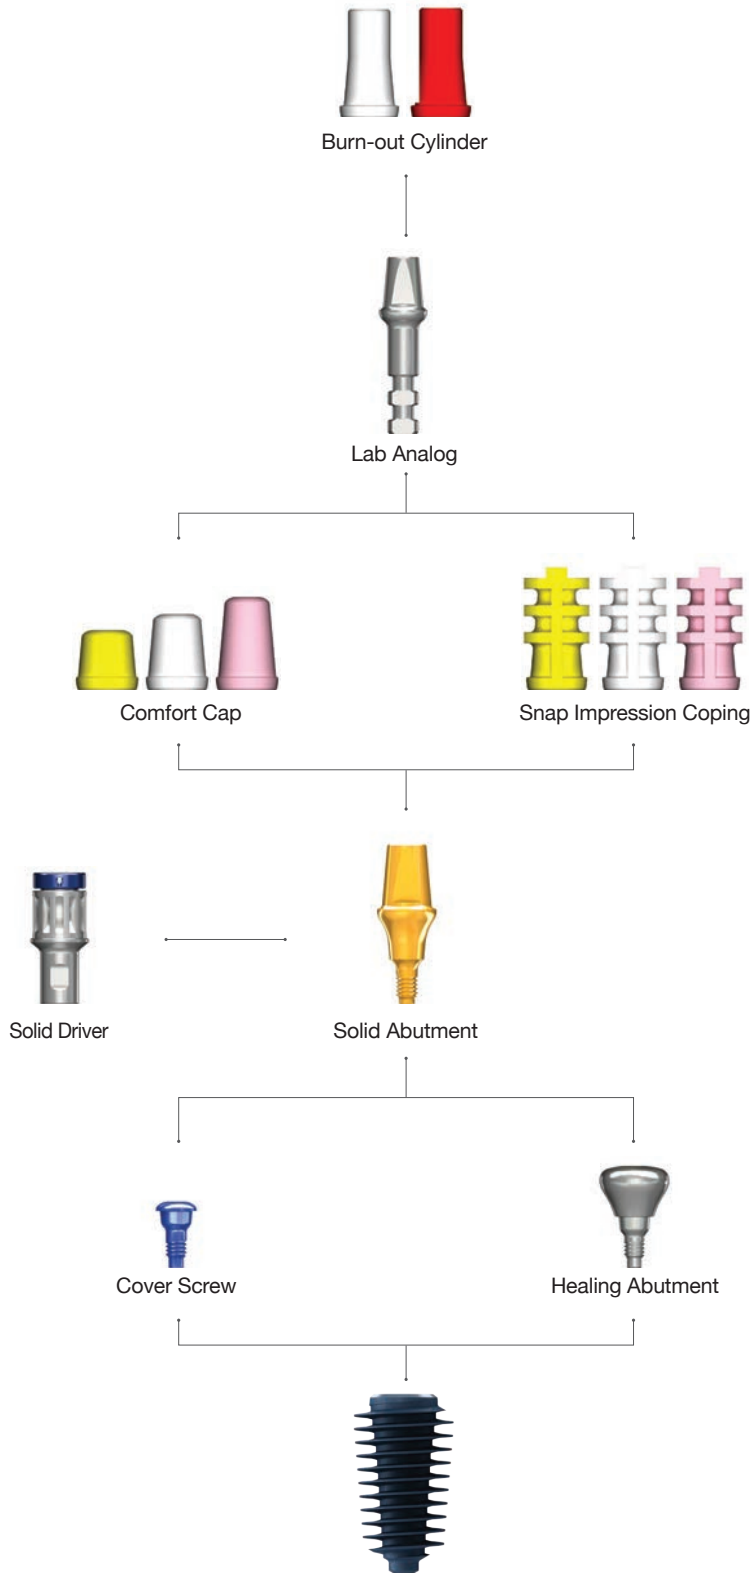 Burn-out Cylinder
Lab Analog
Comfort Cap
Snap Impression Coping
Solid Driver
Solid Abutment
Cover Screw
Healing Abutment